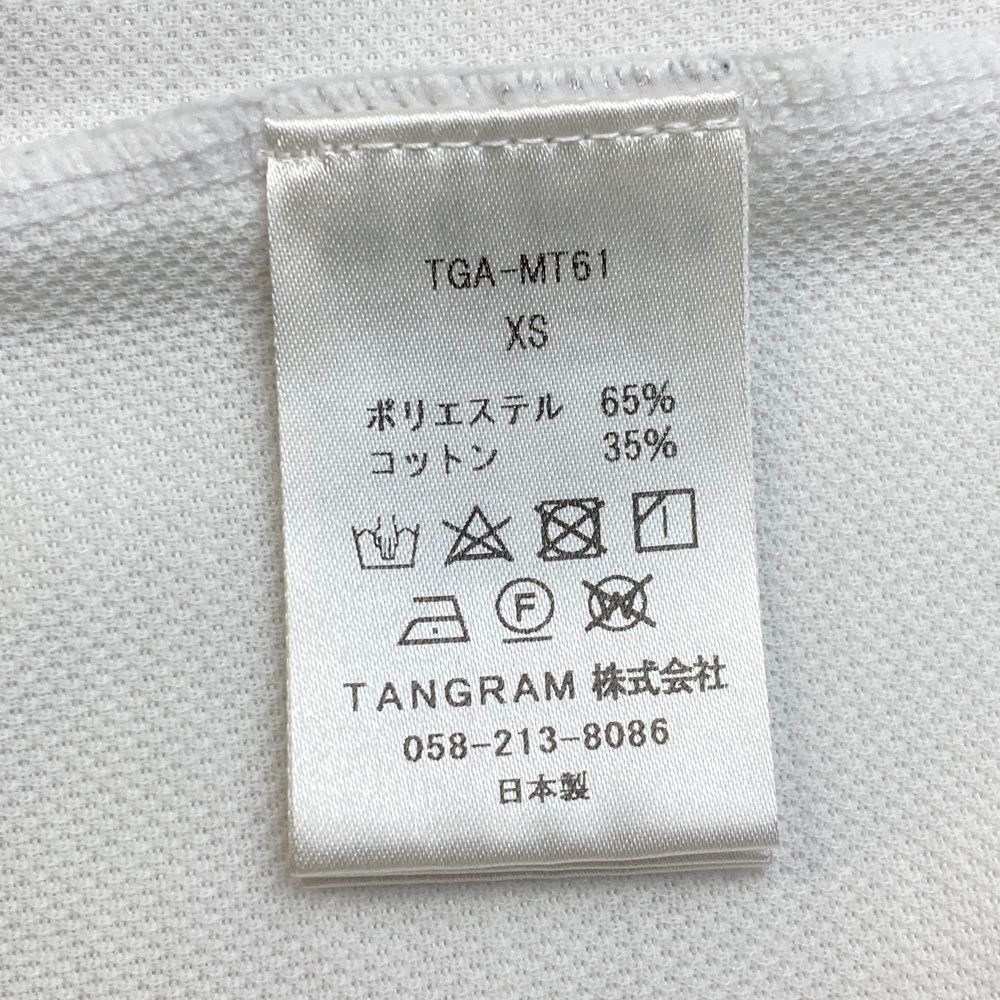 TGA-MT61
XS
ポリエステル 65%
コットン 35%
F
W
TANGRAM 株式会社
058-213-8086
日本製